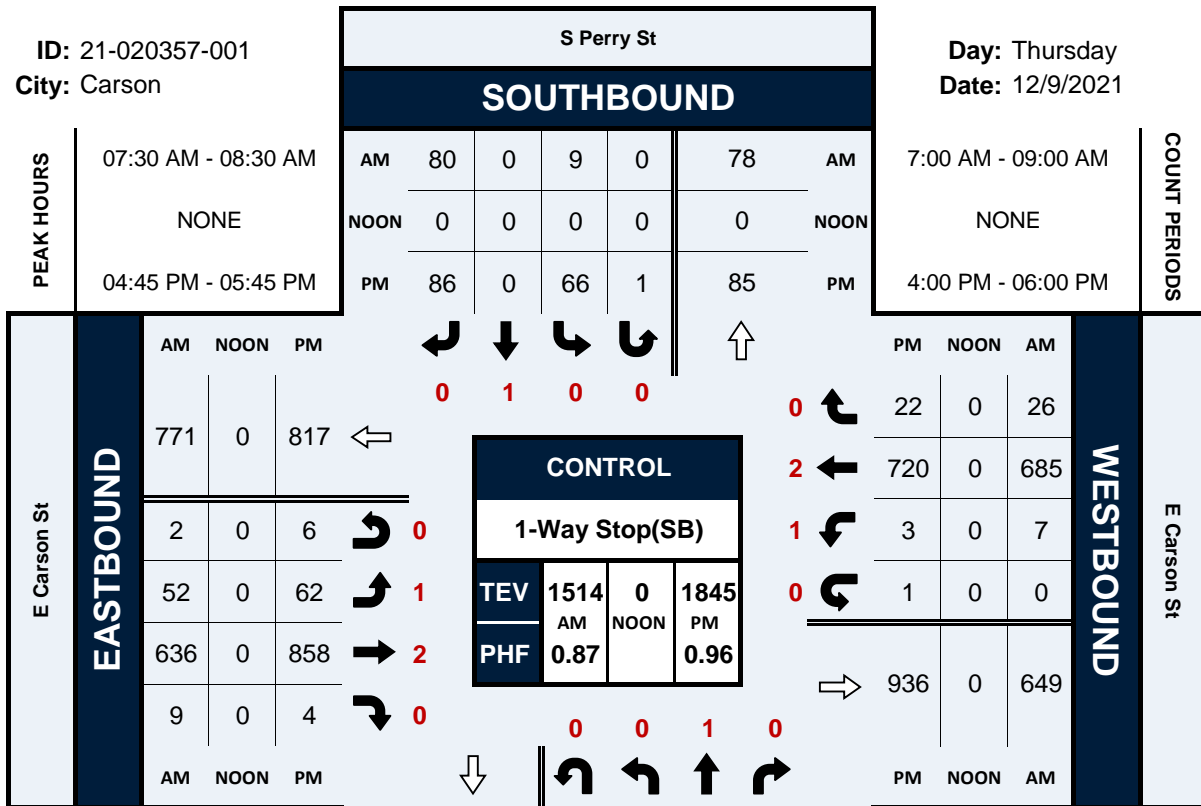 S Perry St
ID: 21-020357-001
Day: Thursday
City: Carson
Date: 12/9/2021
SOUTHBOUND
PEAK HOURS
07:30 AM - 08:30 AM
NONE
04:45 PM - 05:45 PM
AM 80 0 9 0 78 AM
NOON 0 0 0 0 0 NOON
PM 86 0 66 1 85 PM
7:00 AM - 09:00 AM
NONE
4:00 PM - 06:00 PM
COUNT PERIODS
0 1 0 0
E Carson St
EASTBOUND
AM NOON PM
771 0 817
2 0 6 0
52 0 62 1
636 0 858 2
9 0 4 0
AM NOON PM
CONTROL
1-Way Stop(SB)
TEV 1514 0 1845
AM NOON PM
PHF 0.87 0.96
PM NOON AM
0 22 0 26
2 720 0 685
1 3 0 7
0 1 0 0
936 0 649
PM NOON AM
WESTBOUND
E Carson St
0 0 1 0